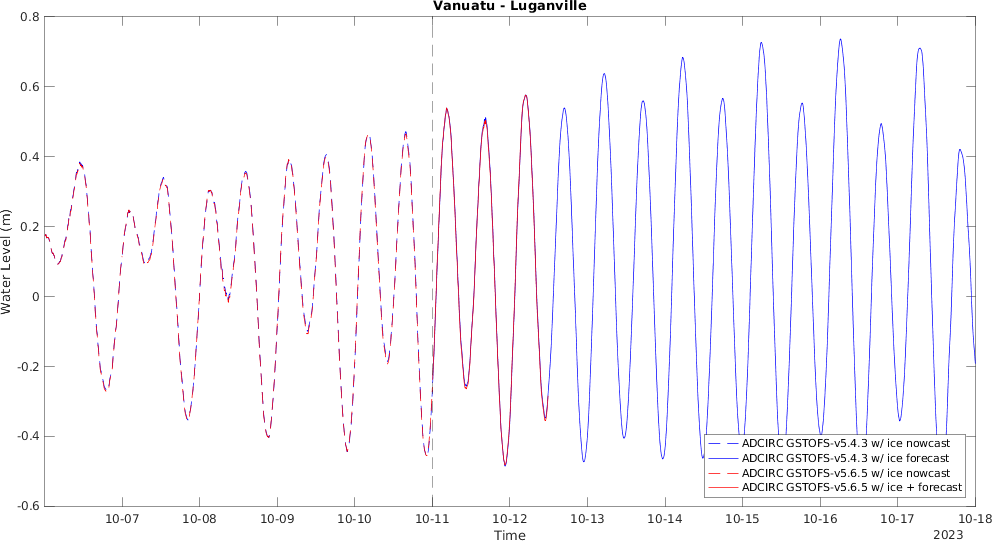 Vanuatu - Luganville
0.8
0.6
0.4
0.2
0
-0.2
-0.4
-0.6
Water Level (m)
ADCIRC GSTOFS-v5.4.3 w/ ice nowcast
ADCIRC GSTOFS-v5.4.3 w/ ice forecast
ADCIRC GSTOFS-v5.6.5 w/ ice nowcast
ADCIRC GSTOFS-v5.6.5 w/ ice + forecast
10-07 10-08 10-09 10-10 10-11 10-12 10-13 10-14 10-15 10-16 10-17 10-18
Time
2023